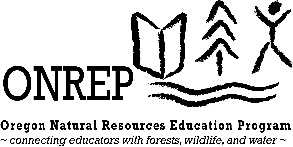 ONREP
Oregon Natural Resources Education Program
~ connecting educators with forests, wildlife, and water ~